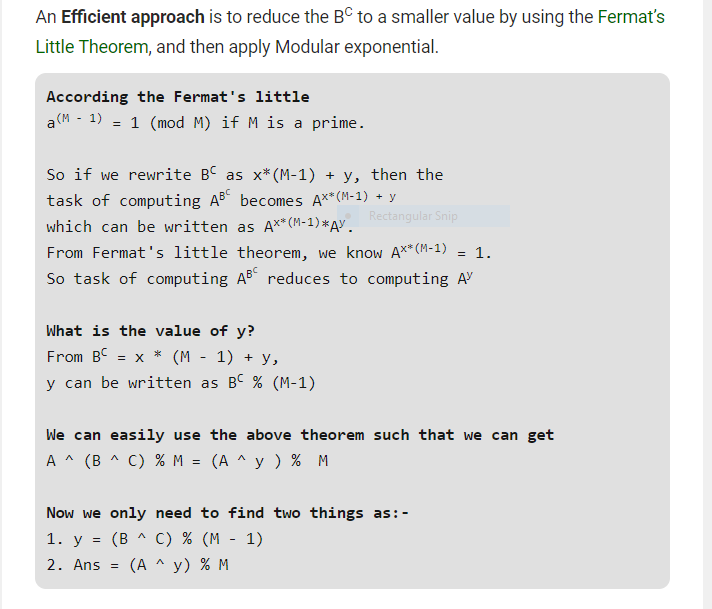 An Efficient approach is to reduce the B^C to a smaller value by using the Fermat's
Little Theorem, and then apply Modular exponential.
According the Fermat's little
a^(M - 1) = 1 (mod M) if M is a prime.
So if we rewrite B^C as x*(M-1) + y, then the
task of computing A^B^C becomes A^x*(M-1) + y
which can be written as A^x*(M-1)*A^y.
Rectangular Snip
From Fermat's little theorem, we know A^x*(M-1) = 1.
So task of computing A^B^C reduces to computing A^y
What is the value of y?
From B^C = x * (M - 1) + y,
y can be written as B^C % (M-1)
We can easily use the above theorem such that we can get
A ^ (B ^ C) % M = (A ^ y ) % M
Now we only need to find two things as:-
1. y = (B ^ C) % (M - 1)
2. Ans = (A ^ y) % M